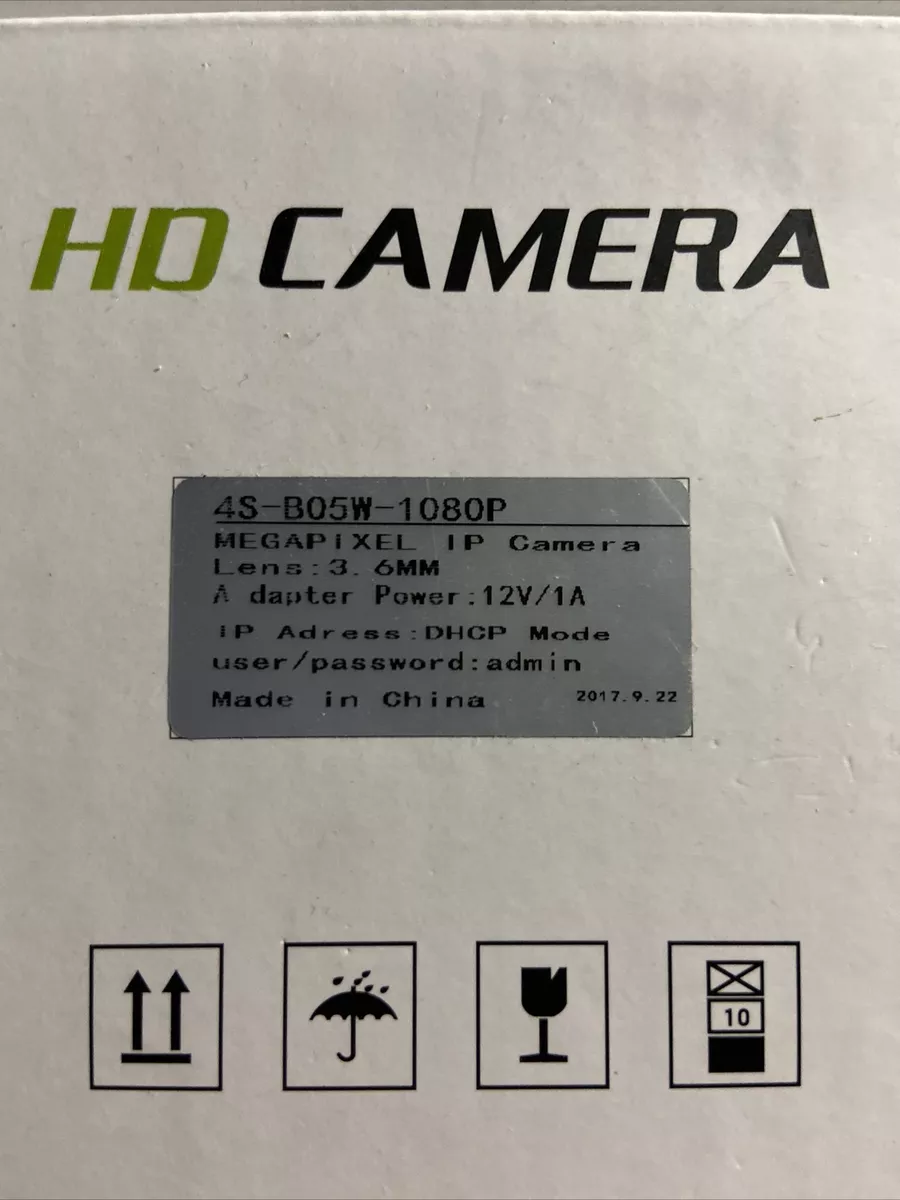 HD CAMERA
4S-B05W-1080P
MEGAPiXEL IP Camera
Lens:3.6MM
Adapter Power:12V/1A
iP Adress:DHCP Mode
user/password:admin
Made in China 2017.9.22
10